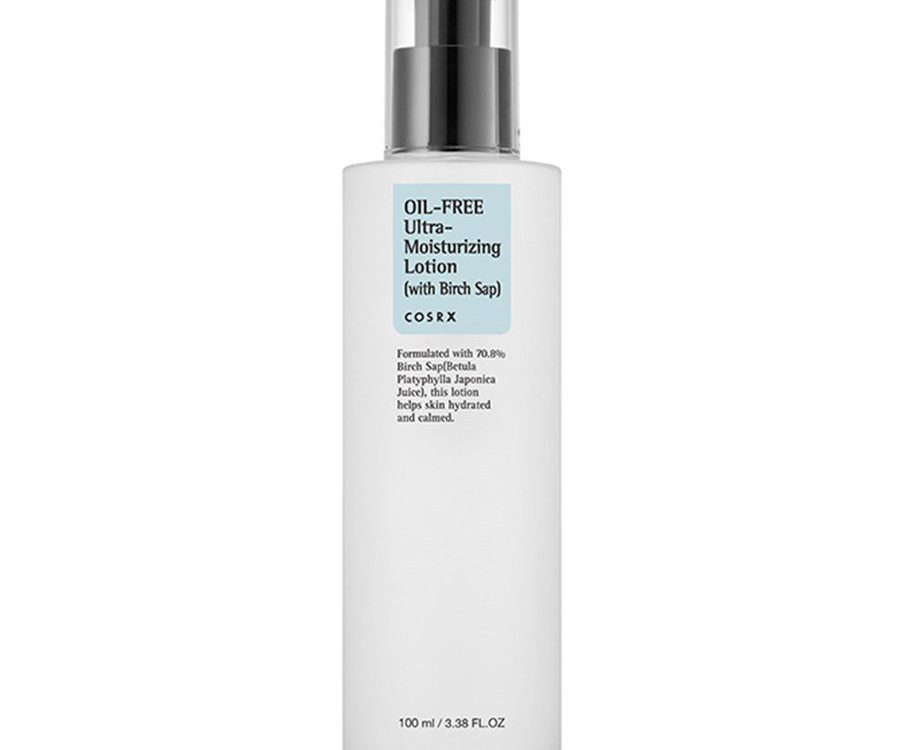 OIL-FREE
Ultra-
Moisturizing
Lotion
(with Birch Sap)
COSRX
Formulated with 70.8%
Birch Sap(Betula
Platyphylla Japonica
Juice), this lotion
helps skin hydrated
and calmed.
100 ml / 3.38 FL.OZ